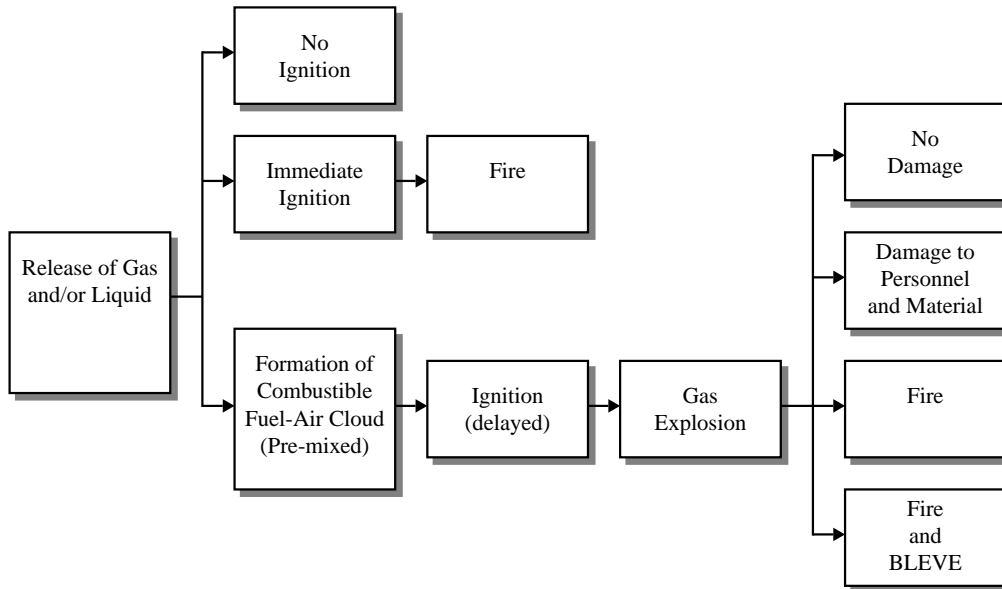 No
Ignition
Immediate
Ignition
Fire
Release of Gas
and/or Liquid
Formation of
Combustible
Fuel-Air Cloud
(Pre-mixed)
Ignition
(delayed)
Gas
Explosion
No
Damage
Damage to
Personnel
and Material
Fire
Fire
and
BLEVE